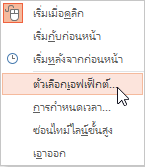 เริ่มเมื่อคลิก
เริ่มกับก่อนหน้า
เริ่มหลังจากก่อนหน้า
ตัวเลือกเอฟเฟ็กต์...
การกำหนดเวลา...
ซ่อนไทม์ไลน์ขั้นสูง
เอาออก